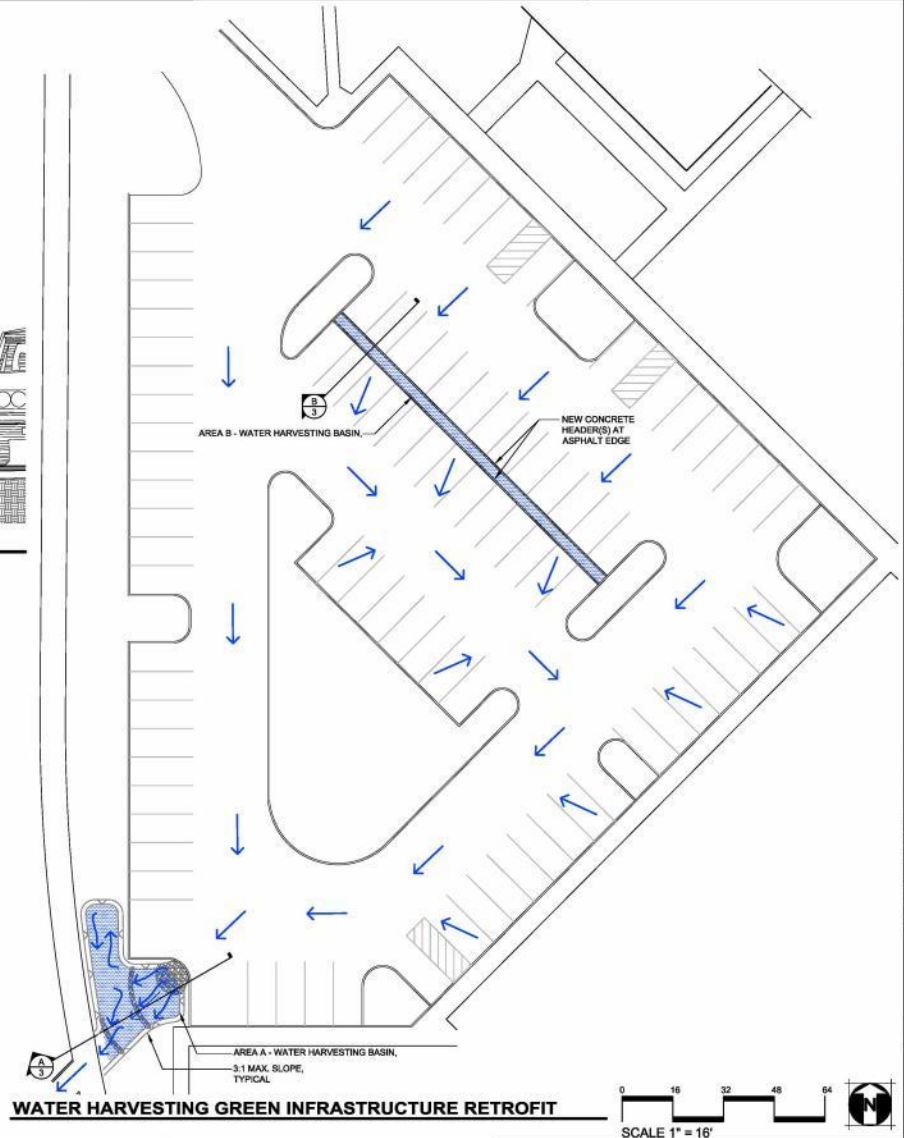 B
3
AREA B - WATER HARVESTING BASIN,
NEW CONCRETE
HEADER(S) AT
ASPHALT EDGE
A
3
AREA A - WATER HARVESTING BASIN,
3:1 MAX. SLOPE,
TYPICAL
WATER HARVESTING GREEN INFRASTRUCTURE RETROFIT
0 16 32 48 64
SCALE 1" = 16'
N